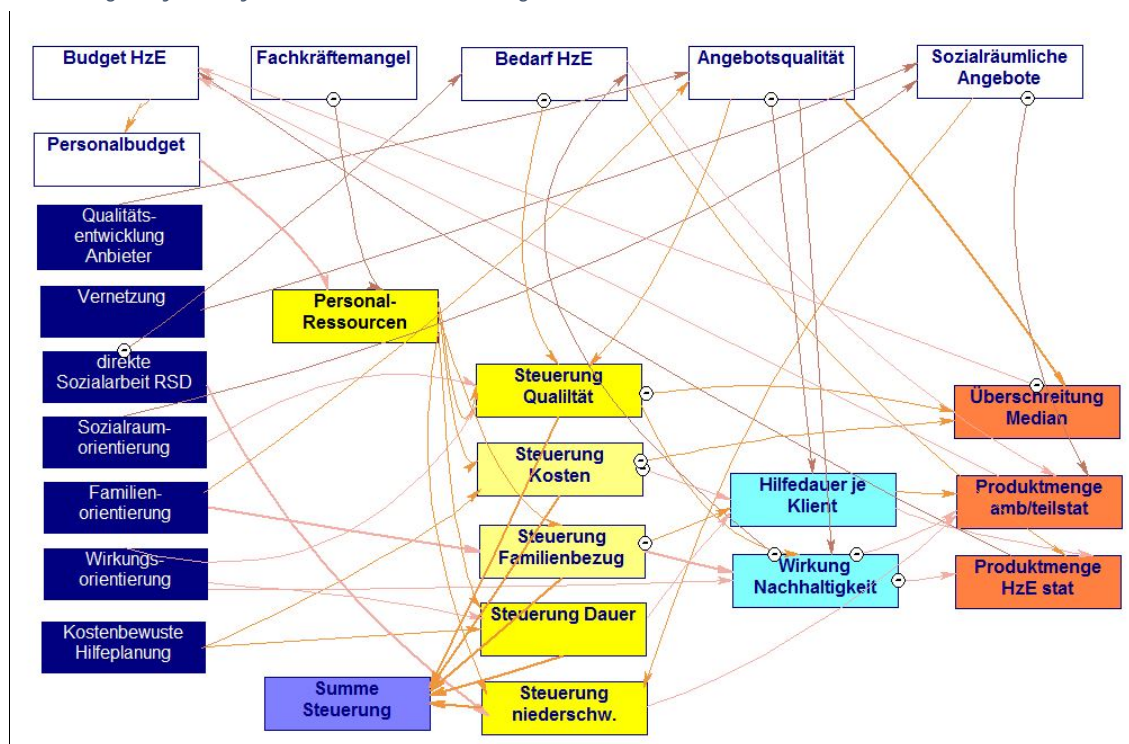 Budget HzE
Fachkräftemangel
Bedarf HzE
Angebotsqualität
Sozialräumliche
Angebote
Personalbudget
Qualitäts-
entwicklung
Anbieter
Vernetzung
direkte
Sozialarbeit RSD
Sozialraum-
orientierung
Familien-
orientierung
Wirkungs-
orientierung
Kostenbewuste
Hilfeplanung
Personal-
Ressourcen
Summe
Steuerung
Steuerung
Qualiltät
Steuerung
Kosten
Steuerung
Familienbezug
Steuerung Dauer
Steuerung
niederschw.
Hilfedauer je
Klient
Wirkung
Nachhaltigkeit
Überschreitung
Median
Produktmenge
amb/teilstat
Produktmenge
HzE stat